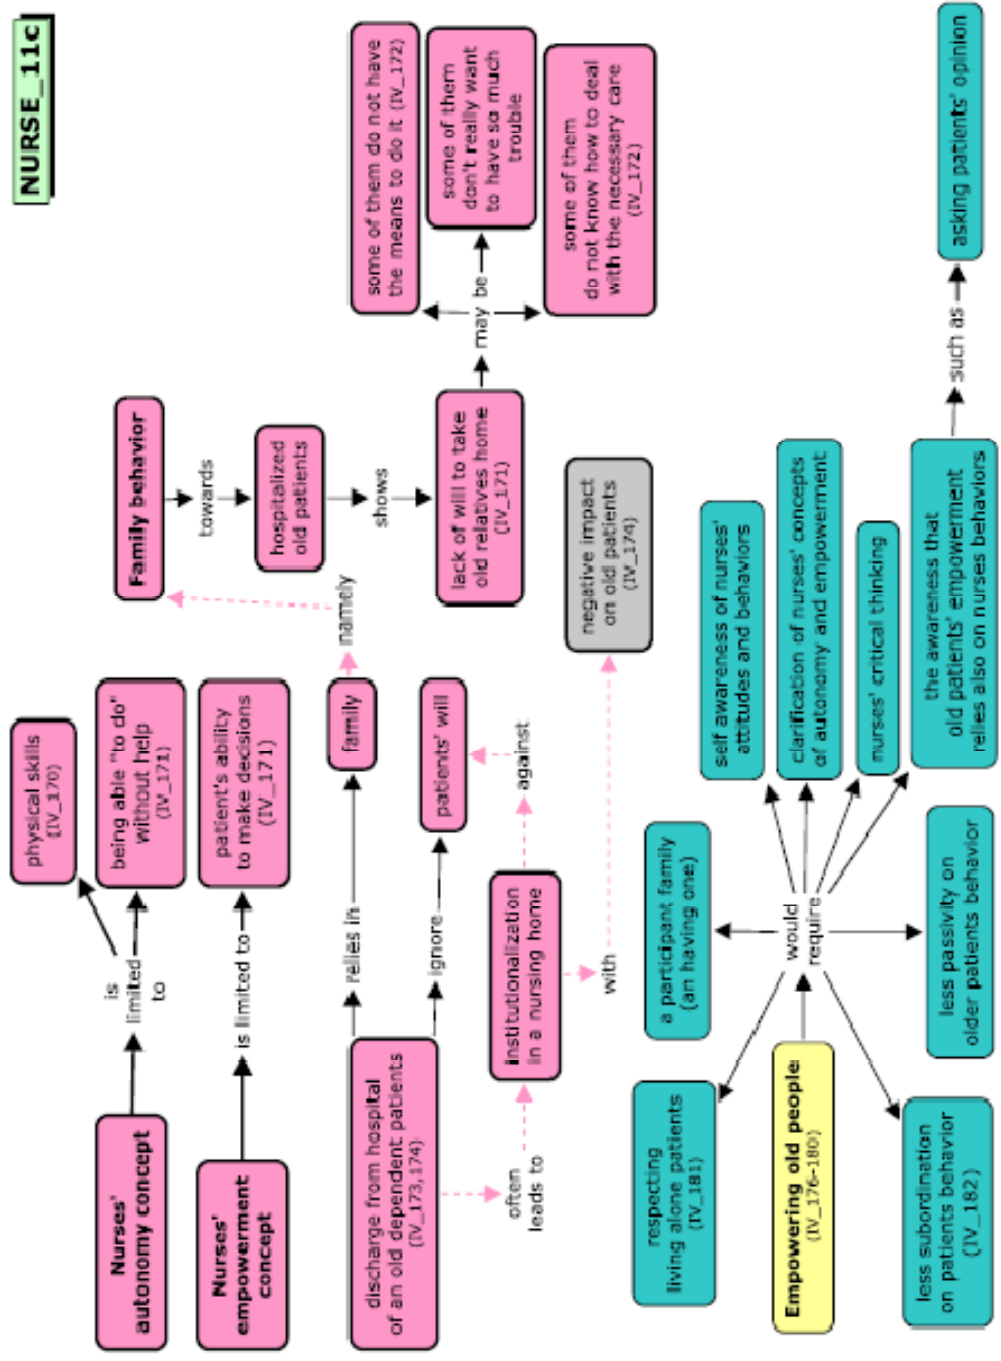 NURSE_11c
Nurses'
autonomy concept
is
limited
to
physical skills
(IV_170)
being able "to do"
without help
(IV_171)
Nurses'
empowerment
concept
is limited to
patient's ability
to make decisions
(IV_171)
discharge from hospital
of an old dependent patients
(IV_173,174)
relies in
family
namely
Family behavior
towards
hospitalized
old patients
shows
lack of will to take
old relatives home
(IV_171)
may be
some of them do not have
the means to do it (IV_172)
some of them
don't really want
to have so much
trouble
some of them
do not know how to deal
with the necessary care
(IV_172)
ignore
patients' will
often
leads to
institutionalization
in a nursing home
against
with
negative impact
on old patients
(IV_174)
Empowering old people
(IV_176-180)
would
require
respecting
living alone patients
(IV_181)
a participant family
(an having one)
self awareness of nurses'
attitudes and behaviors
clarification of nurses' concepts
of autonomy and empowerment
nurses' critical thinking
the awareness that
old patients' empowerment
relies also on nurses behaviors
such as
asking patients' opinion
less passivity on
older patients behavior
less subordination
on patients behavior
(IV_182)